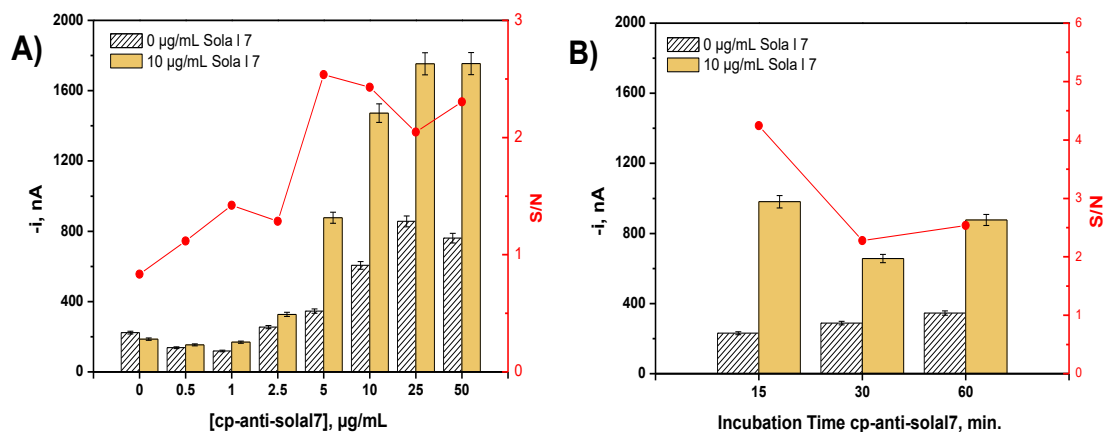 A)
0 µg/mL Sola l 7
10 µg/mL Sola l 7
2000
1600
1200
800
400
0
-i, nA
3
2
1
0
S/N
0 0.5 1 2.5 5 10 25 50
[cp-anti-solal7], µg/mL
B)
0 µg/mL Sola l 7
10 µg/mL Sola l 7
2000
1600
1200
800
400
0
-i, nA
6
5
4
3
2
1
0
S/N
15 30 60
Incubation Time cp-anti-solal7, min.